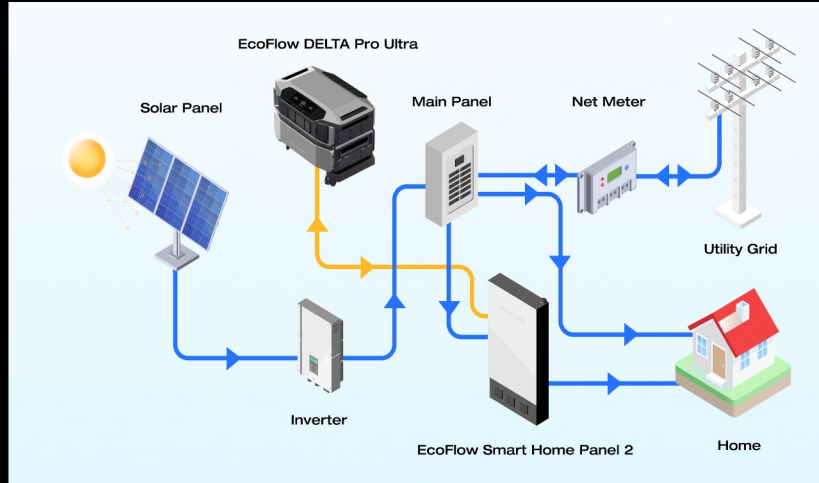 EcoFlow DELTA Pro Ultra
Solar Panel
Main Panel
Net Meter
Utility Grid
Inverter
EcoFlow Smart Home Panel 2
Home